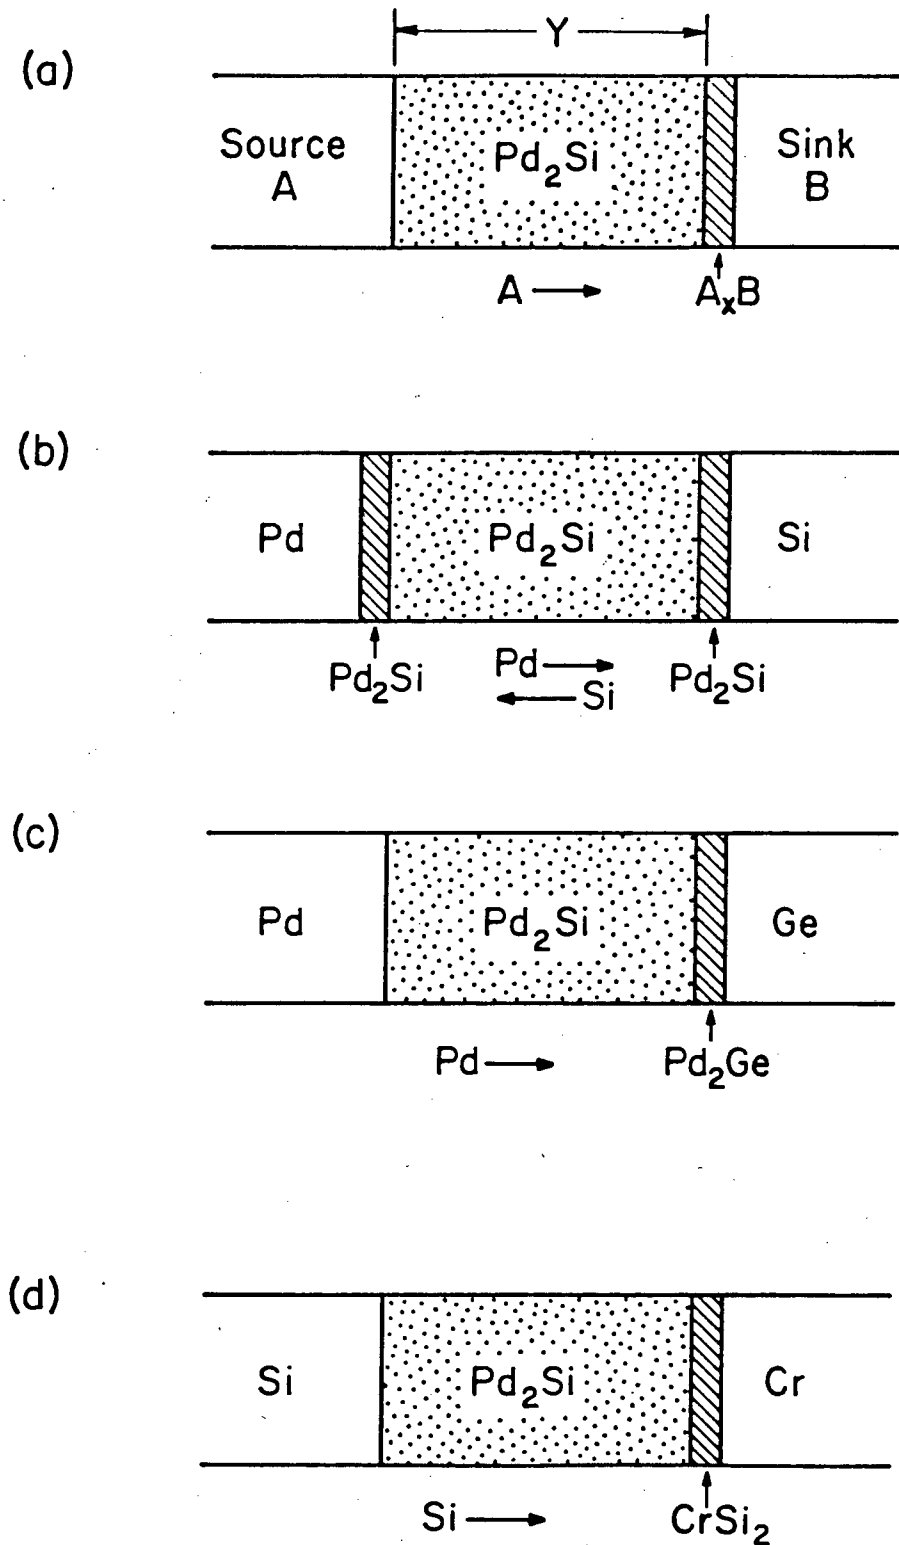 (a)
Y
Source
A
Pd₂Si
Sink
B
A
AₓB
(b)
Pd
Pd₂Si
Si
Pd₂Si
Pd
Si
Pd₂Si
(c)
Pd
Pd₂Si
Ge
Pd
Pd₂Ge
(d)
Si
Pd₂Si
Cr
Si
CrSi₂